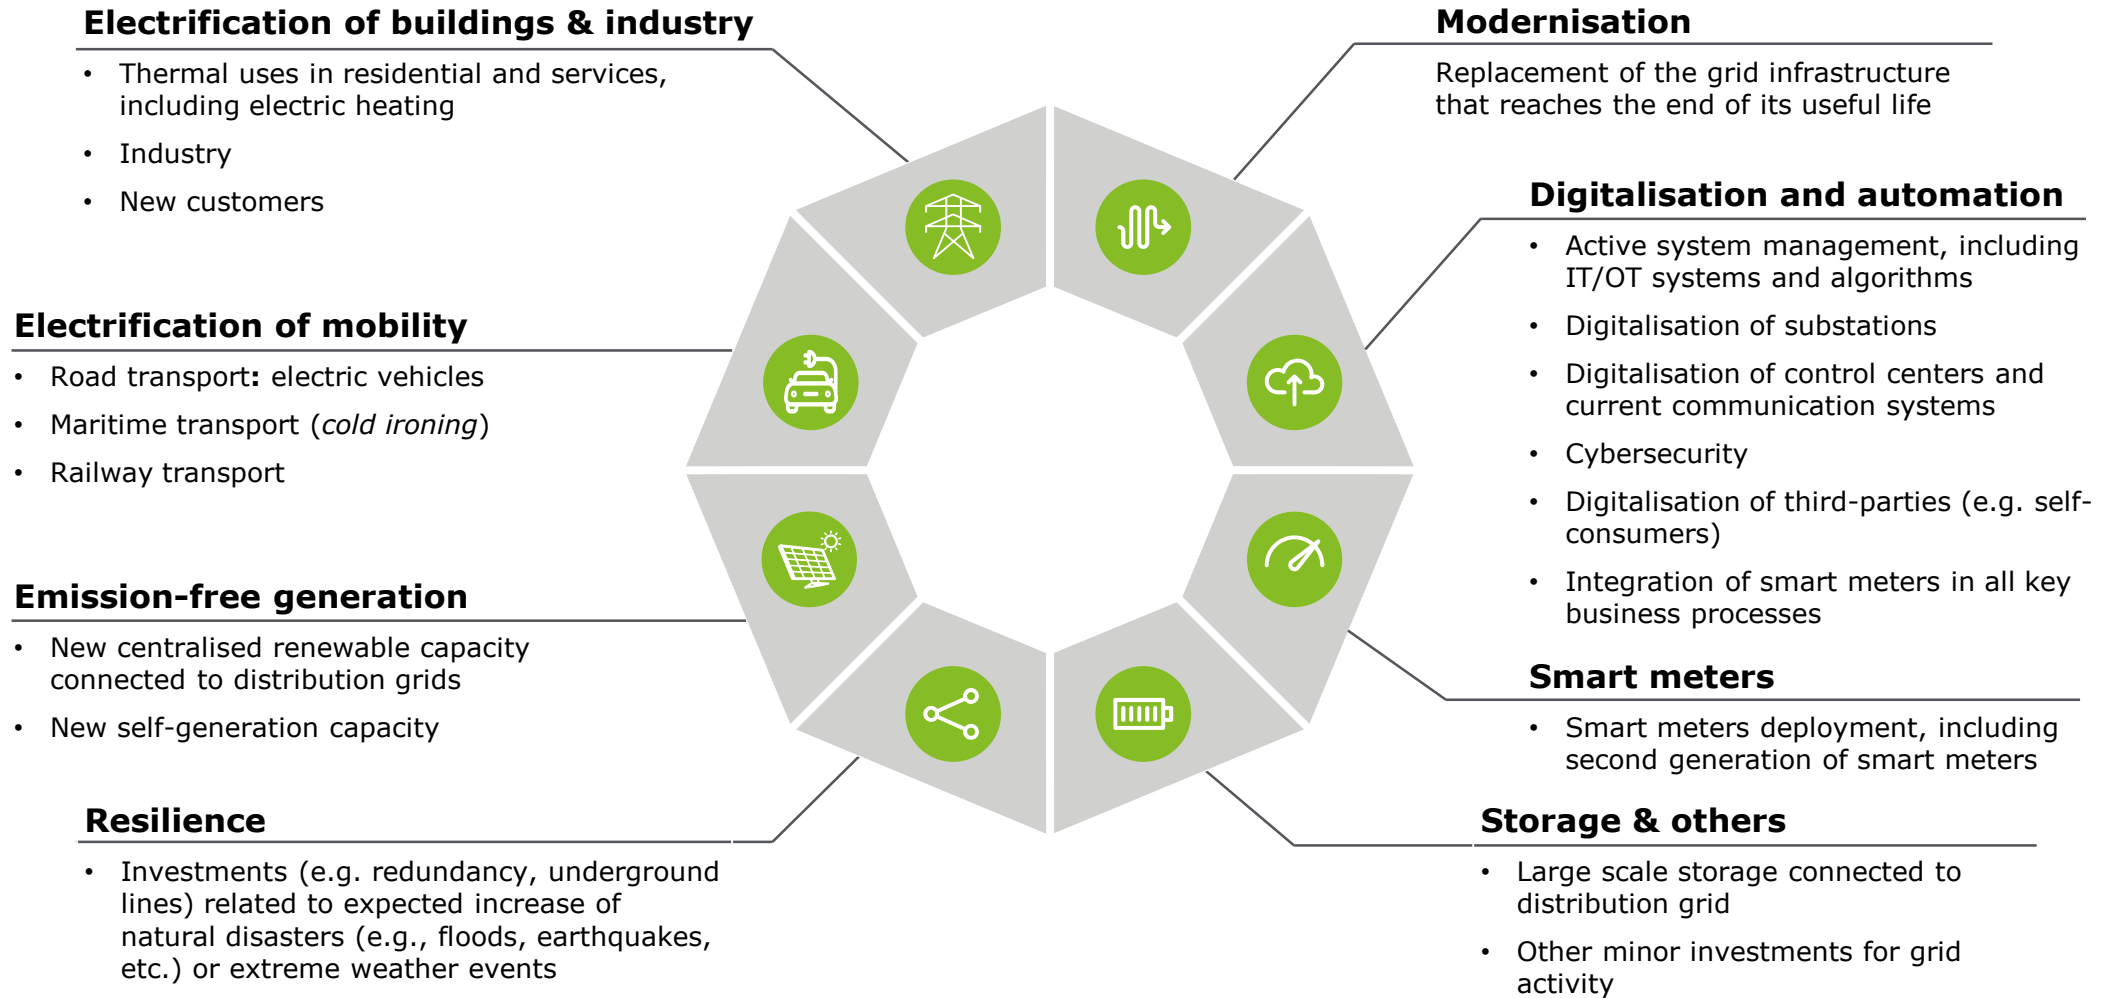 Electrification of buildings & industry
• Thermal uses in residential and services,
including electric heating
• Industry
• New customers
Electrification of mobility
• Road transport: electric vehicles
• Maritime transport (cold ironing)
• Railway transport
Emission-free generation
• New centralised renewable capacity
connected to distribution grids
• New self-generation capacity
Resilience
• Investments (e.g. redundancy, underground
lines) related to expected increase of
natural disasters (e.g., floods, earthquakes,
etc.) or extreme weather events
Modernisation
Replacement of the grid infrastructure
that reaches the end of its useful life
Digitalisation and automation
• Active system management, including
IT/OT systems and algorithms
• Digitalisation of substations
• Digitalisation of control centers and
current communication systems
• Cybersecurity
• Digitalisation of third-parties (e.g. self-
consumers)
• Integration of smart meters in all key
business processes
Smart meters
• Smart meters deployment, including
second generation of smart meters
Storage & others
• Large scale storage connected to
distribution grid
• Other minor investments for grid
activity